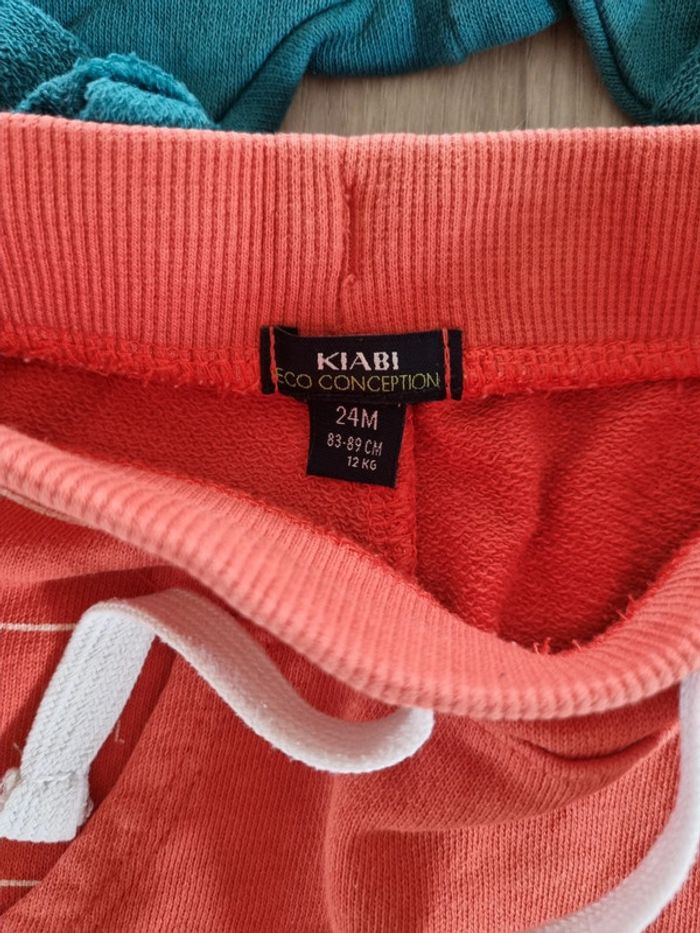 KIABI
ECO CONCEPTION
24M
83-89 CM
12 KG